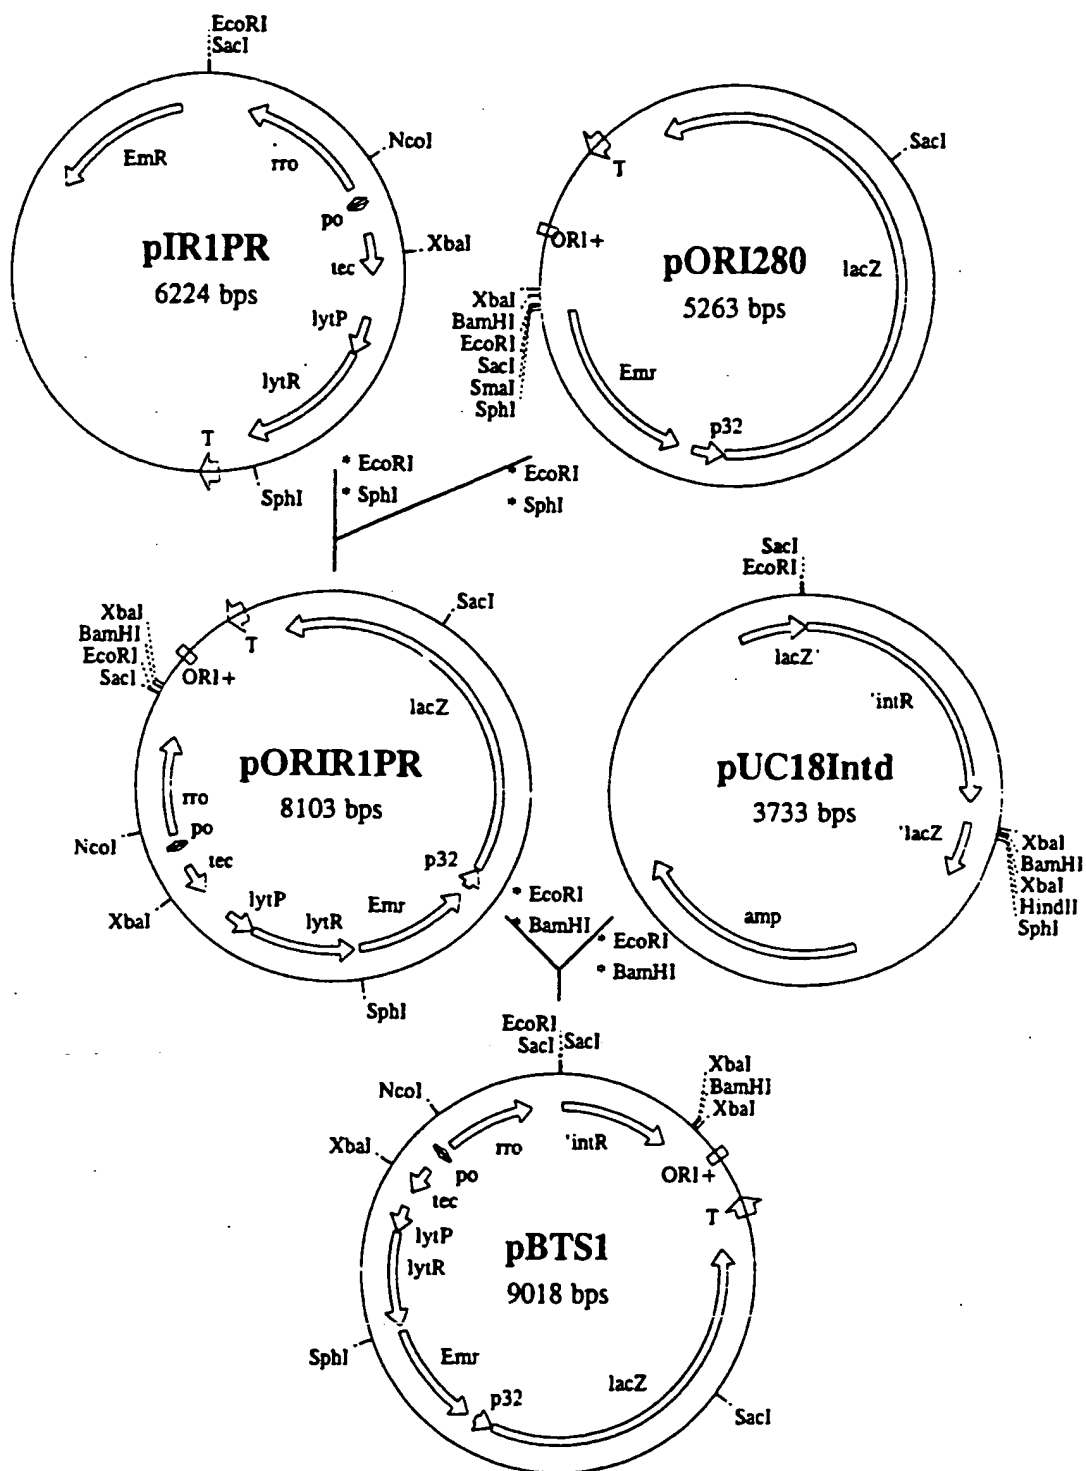 EcoRI
SacI
NcoI
XbaI
SphI
EmR
rro
po
tec
lytP
lytR
T
pIR1PR
6224 bps
SacI
T
ORI+
XbaI
BamHI
EcoRI
SacI
SmaI
SphI
lacZ
Emr
p32
pORI280
5263 bps
* EcoRI
* SphI
* EcoRI
* SphI
XbaI
BamHI
EcoRI
SacI
ORI+
T
SacI
lacZ
pORIR1PR
8103 bps
rro
po
NcoI
tec
XbaI
lytP
lytR
Emr
p32
SphI
SacI
EcoRI
lacZ'
'intR
pUC18Intd
3733 bps
'lacZ
amp
XbaI
BamHI
XbaI
HindII
SphI
* EcoRI
* BamHI
* EcoRI
* BamHI
EcoRI
SacI
SacI
XbaI
BamHI
XbaI
NcoI
XbaI
rro
'intR
po
tec
ORI+
T
lytP
lytR
pBTS1
9018 bps
SphI
Emr
p32
lacZ
SacI